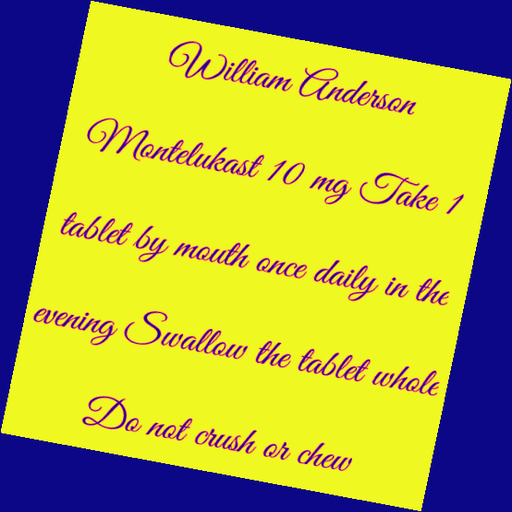 William Anderson
Montelukast 10 mg Take 1
tablet by mouth once daily in the
evening Swallow the tablet whole
Do not crush or chew